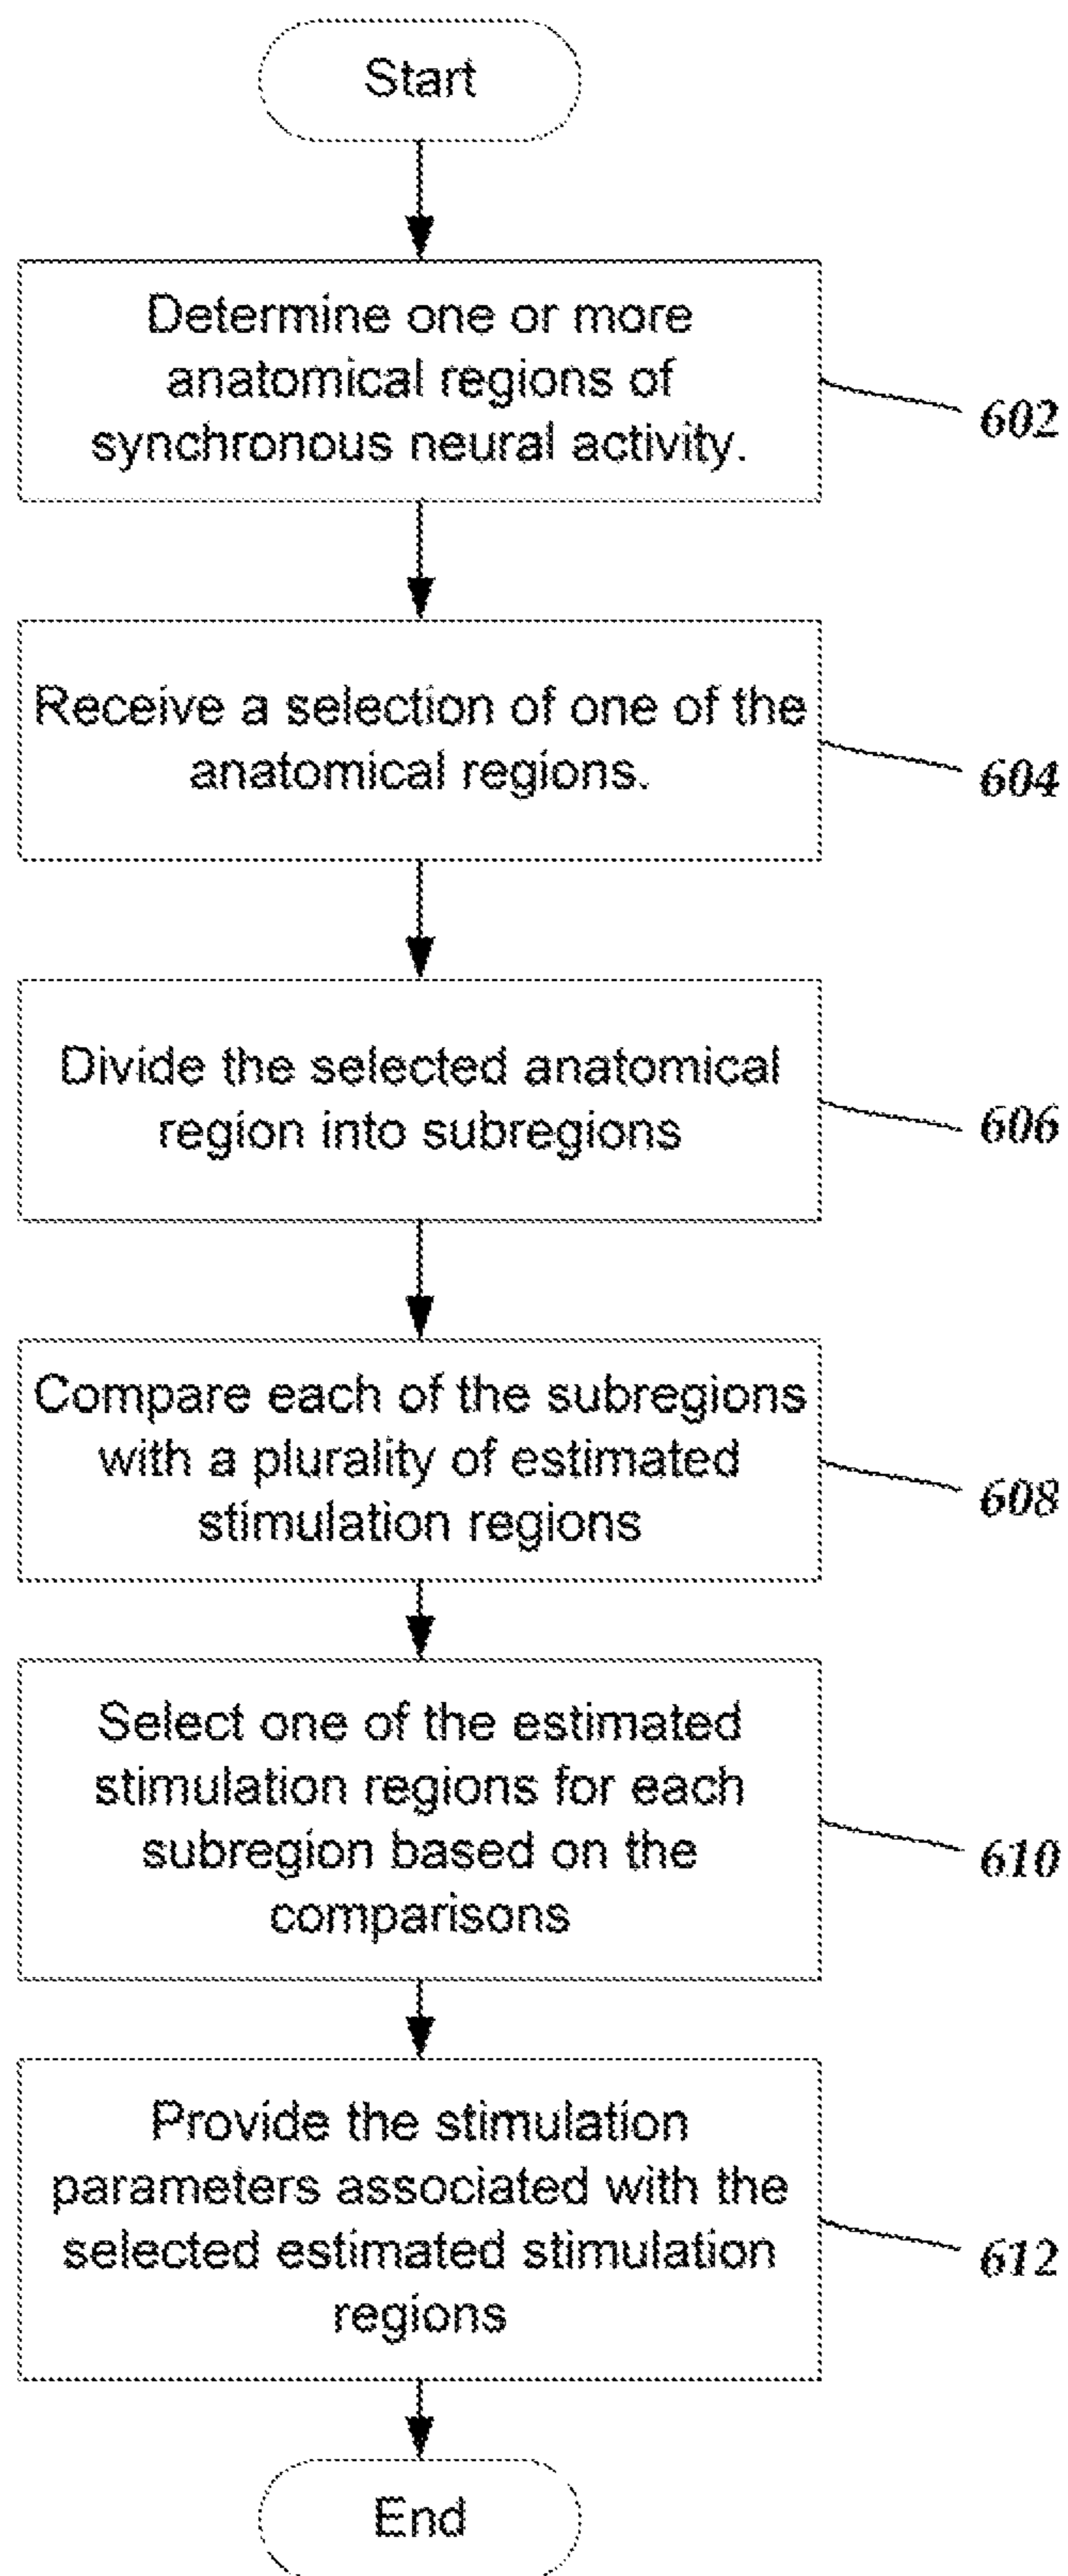 Start
Determine one or more
anatomical regions of
synchronous neural activity.
602
Receive a selection of one of the
anatomical regions.
604
Divide the selected anatomical
region into subregions
606
Compare each of the subregions
with a plurality of estimated
stimulation regions
608
Select one of the estimated
stimulation regions for each
subregion based on the
comparisons
610
Provide the stimulation
parameters associated with the
selected estimated stimulation
regions
612
End